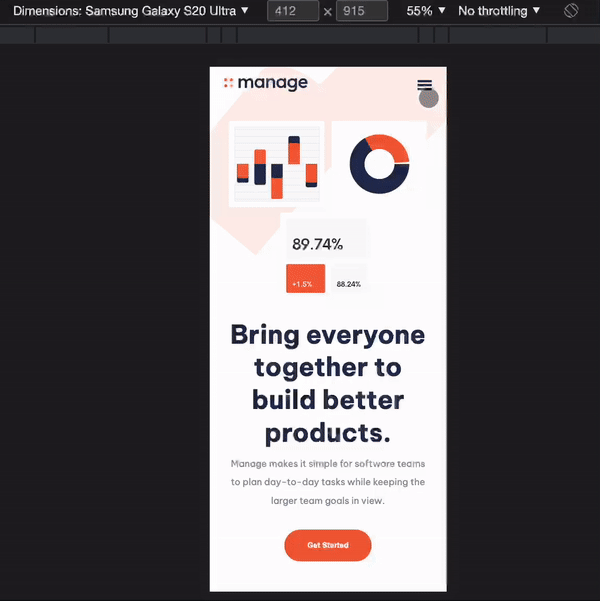 Dimensions: Samsung Galaxy S20 Ultra ▼ 412 × 915 55% ▼ No throttling ▼
manage
89.74%
+1.5% 88.24%
Bring everyone
together to
build better
products.
Manage makes it simple for software teams
to plan day-to-day tasks while keeping the
larger team goals in view.
Get Started